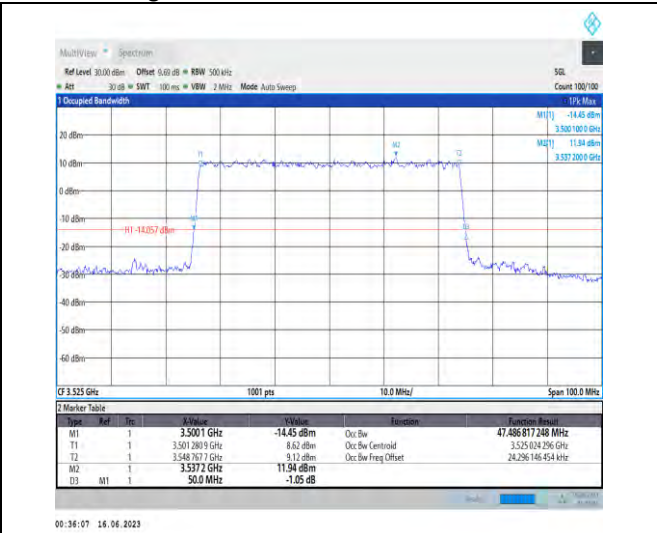 MultiView Spectrum
Ref Level 30.00 dBm Offset 9.69 dB RBW 500 kHz SGL
Att 30 dB SWT 100 ms VBW 2 MHz Mode Auto Sweep Count 100/100
1 Occupied Bandwidth 1Pk Max
M1[1] -14.45 dBm
3.500 100 0 GHz
M2[1] 11.94 dBm
3.537 200 0 GHz
20 dBm
M2
T1 T2
10 dBm
0 dBm
-10 dBm
M1
H1 -14.057 dBm D3
-20 dBm
-30 dBm
-40 dBm
-50 dBm
-60 dBm
CF 3.525 GHz 1001 pts 10.0 MHz/ Span 100.0 MHz
2 Marker Table
Type Ref Trc X-Value Y-Value Function Function Result
M1 1 3.5001 GHz -14.45 dBm Occ Bw 47.486 817 248 MHz
T1 1 3.501 280 9 GHz 8.62 dBm Occ Bw Centroid 3.525 024 296 GHz
T2 1 3.548 767 7 GHz 9.12 dBm Occ Bw Freq Offset 24.296 146 454 kHz
M2 1 3.537 2 GHz 11.94 dBm
D3 M1 1 50.0 MHz -1.05 dB
00:36:07 16.06.2023